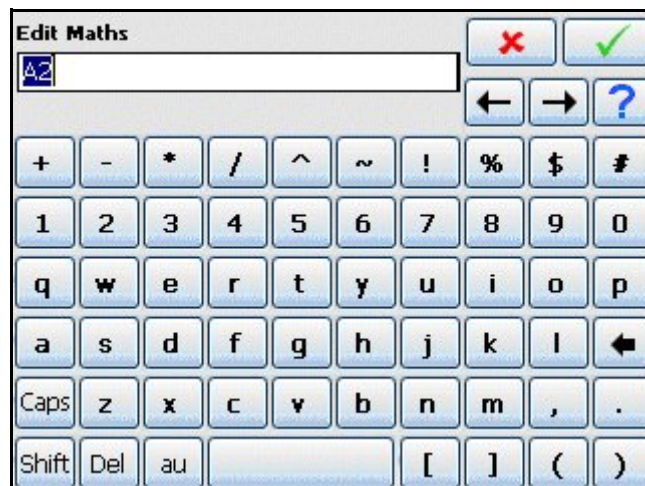 Edit Maths
A2
?
+ - * / ^ ~ ! % $ #
1 2 3 4 5 6 7 8 9 0
q w e r t y u i o p
a s d f g h j k l
Caps z x c v b n m , .
Shift Del au [ ] ( )